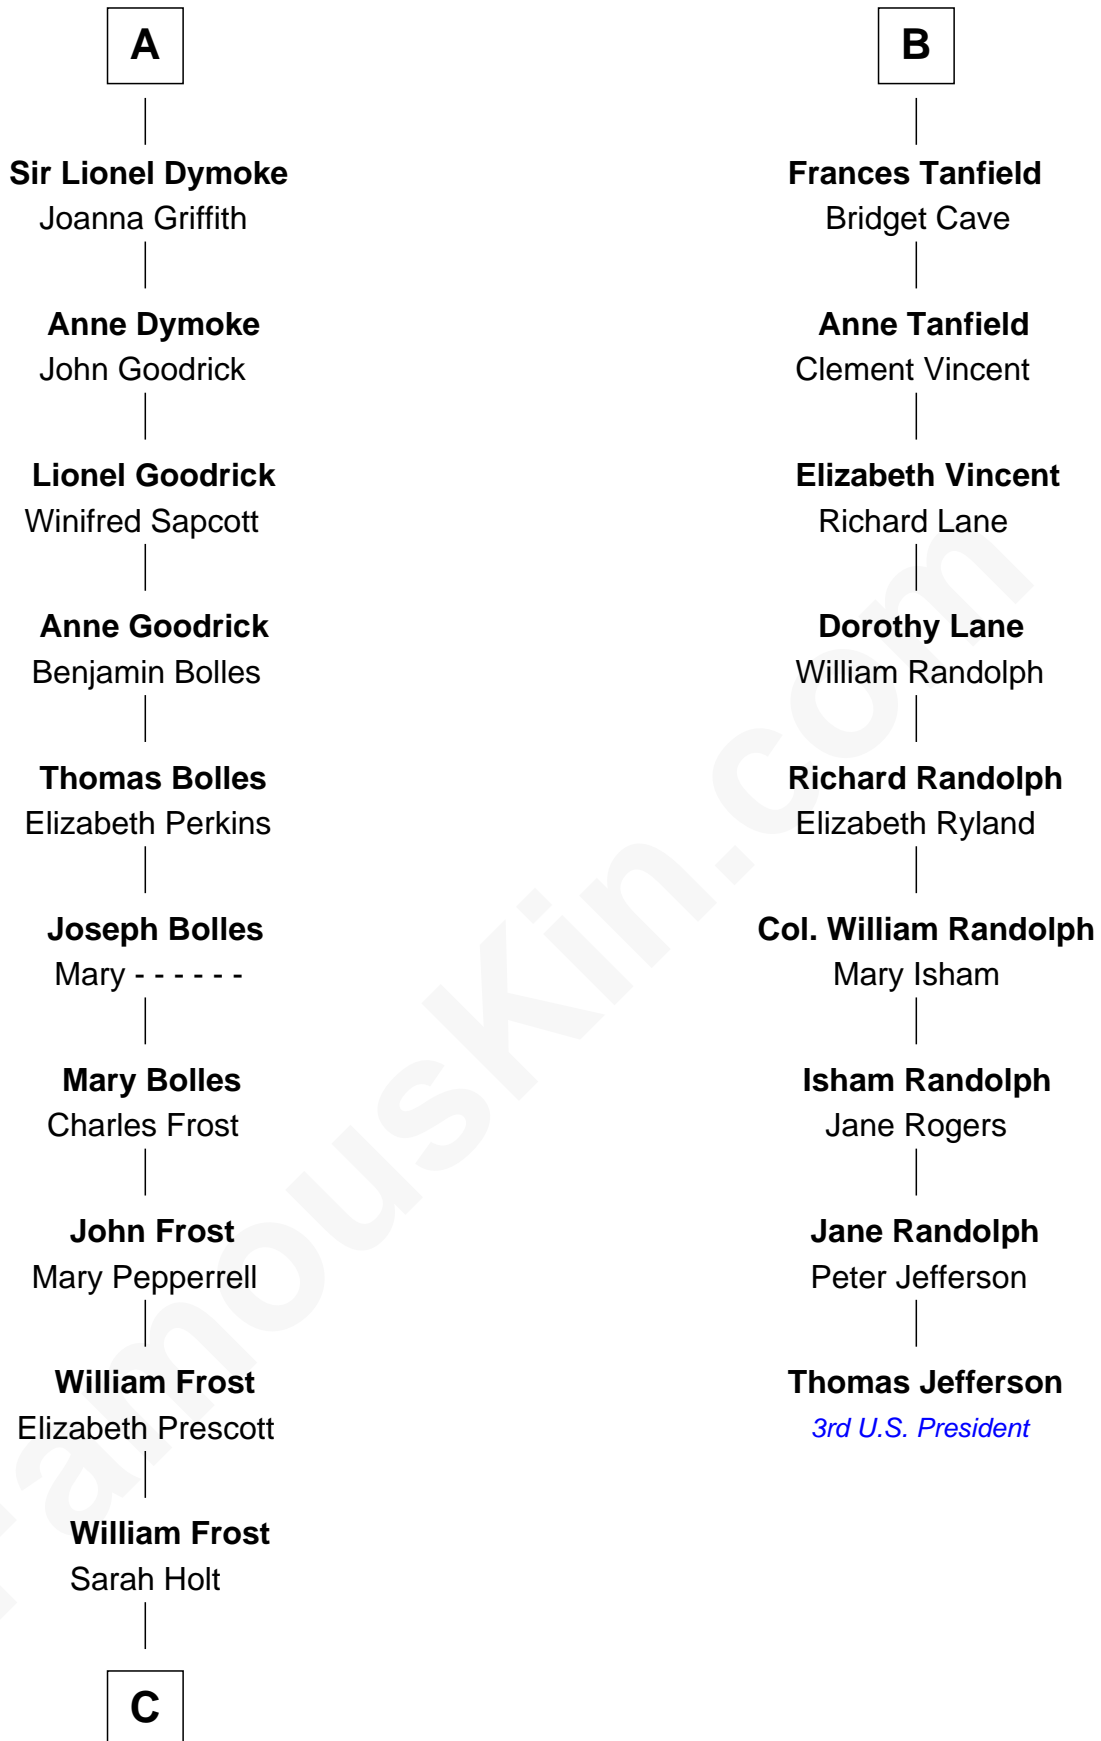 A
Sir Lionel Dymoke
Joanna Griffith
Anne Dymoke
John Goodrick
Lionel Goodrick
Winifred Sapcott
Anne Goodrick
Benjamin Bolles
Thomas Bolles
Elizabeth Perkins
Joseph Bolles
Mary - - - - - -
Mary Bolles
Charles Frost
John Frost
Mary Pepperrell
William Frost
Elizabeth Prescott
William Frost
Sarah Holt
C
B
Frances Tanfield
Bridget Cave
Anne Tanfield
Clement Vincent
Elizabeth Vincent
Richard Lane
Dorothy Lane
William Randolph
Richard Randolph
Elizabeth Ryland
Col. William Randolph
Mary Isham
Isham Randolph
Jane Rogers
Jane Randolph
Peter Jefferson
Thomas Jefferson
3rd U.S. President
FamousKin.com